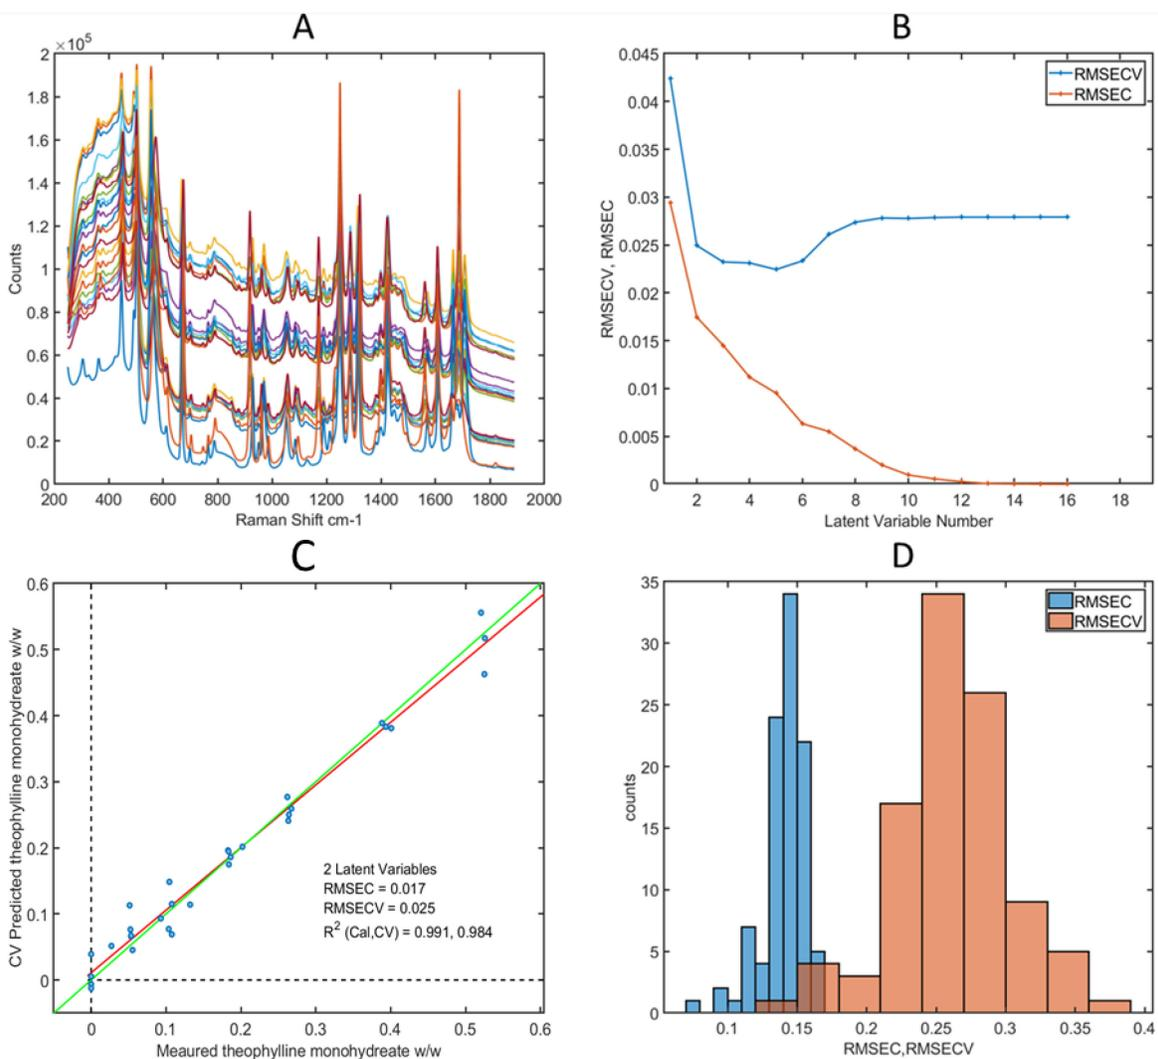 A
×10^5
2
1.8
1.6
1.4
1.2
1
0.8
0.6
0.4
0.2
0
Counts
200 400 600 800 1000 1200 1400 1600 1800 2000
Raman Shift cm-1
B
0.045
0.04
0.035
0.03
0.025
0.02
0.015
0.01
0.005
0
RMSECV, RMSEC
RMSECV
RMSEC
2 4 6 8 10 12 14 16 18
Latent Variable Number
C
0.6
0.5
0.4
0.3
0.2
0.1
0
CV Predicted theophylline monohydreate w/w
2 Latent Variables
RMSEC = 0.017
RMSECV = 0.025
R^2 (Cal,CV) = 0.991, 0.984
0 0.1 0.2 0.3 0.4 0.5 0.6
Meaured theophylline monohydreate w/w
D
35
30
25
20
15
10
5
0
counts
RMSEC
RMSECV
0.1 0.15 0.2 0.25 0.3 0.35 0.4
RMSEC,RMSECV